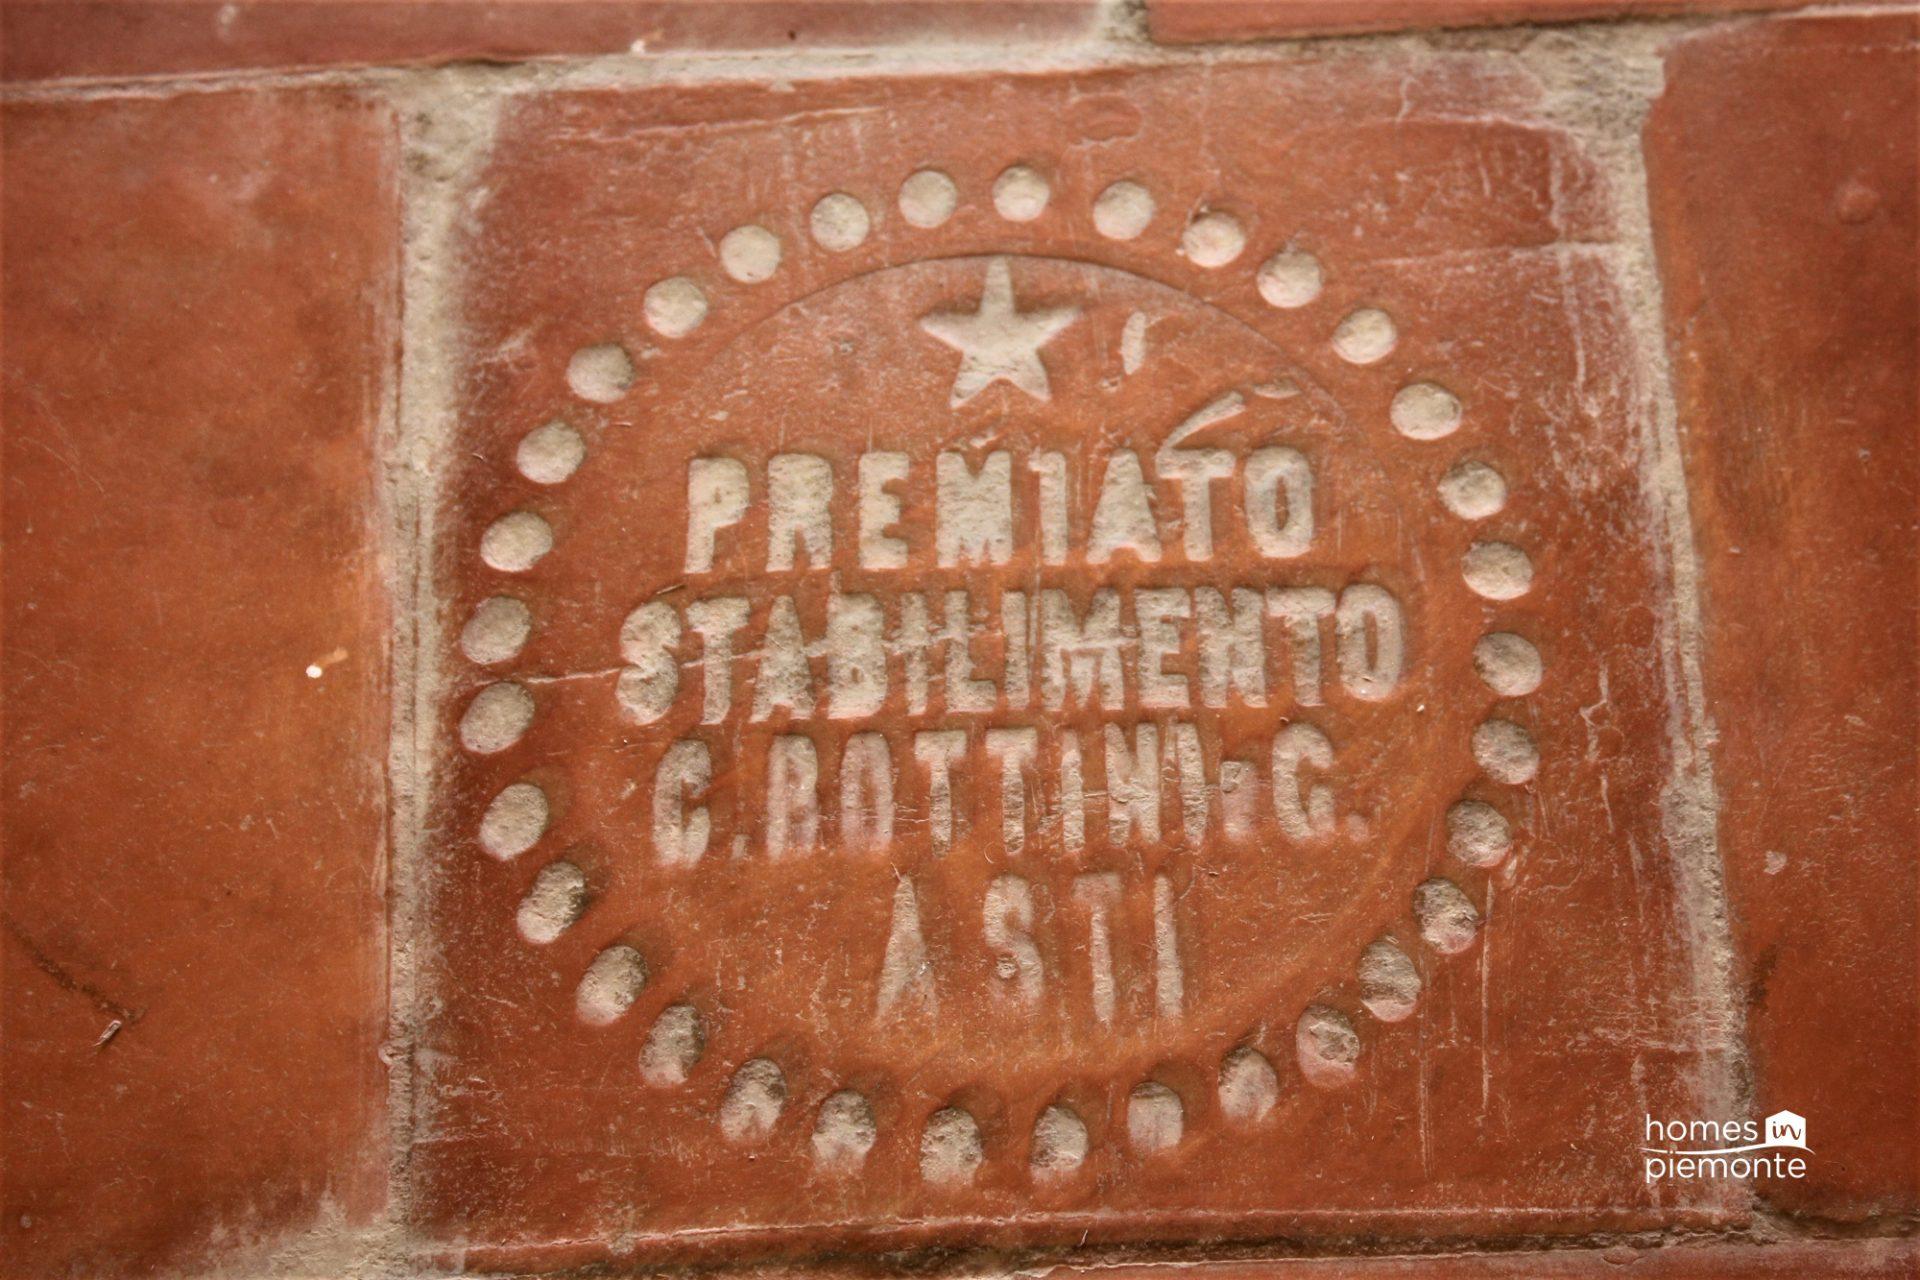 PREMIATO
STABILIMENTO
C. BOTTINI e C.
ASTI
homes in
piemonte